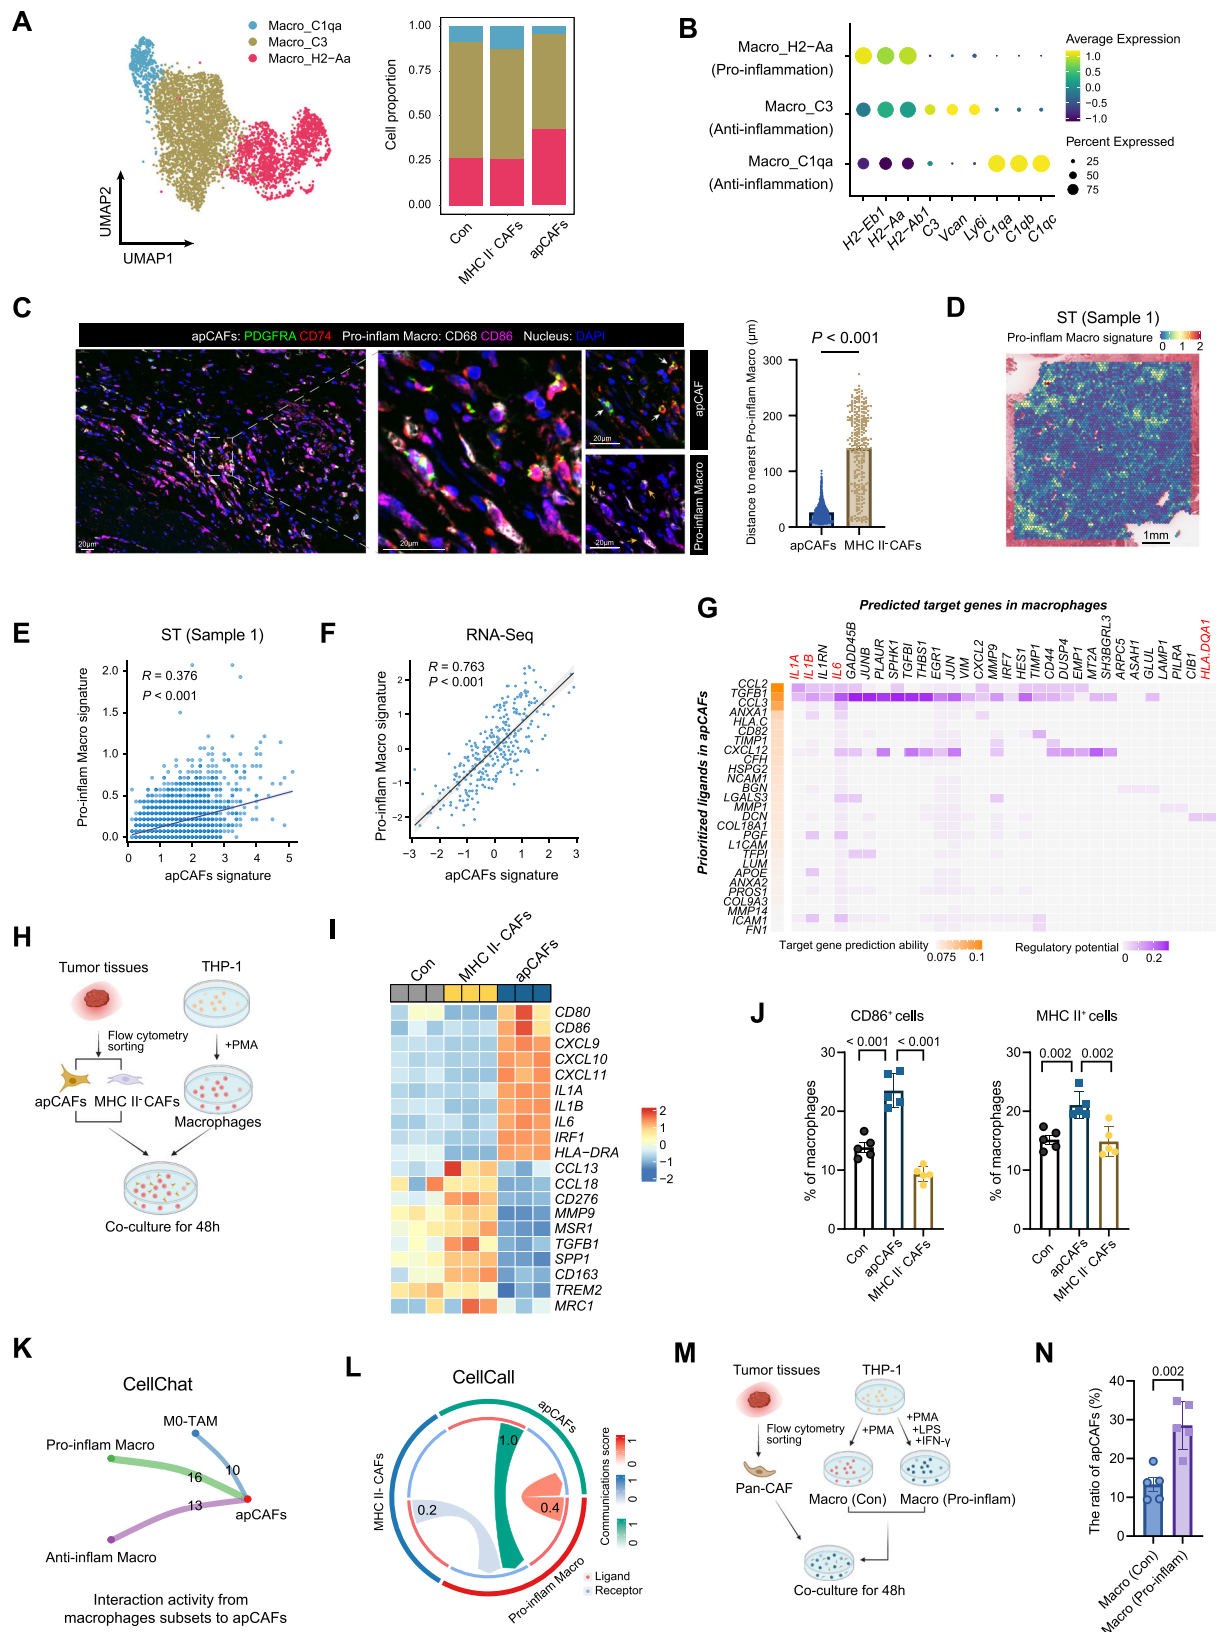 A
Macro_C1qa
Macro_C3
Macro_H2-Aa
UMAP2
UMAP1
Cell proportion
1.00
0.75
0.50
0.25
0.00
Con
MHC II⁻ CAFs
apCAFs
B
Macro_H2-Aa
(Pro-inflammation)
Macro_C3
(Anti-inflammation)
Macro_C1qa
(Anti-inflammation)
H2-Eb1
H2-Aa
H2-Ab1
C3
Vcan
Ly6i
C1qa
C1qb
C1qc
Average Expression
1.0
0.5
0.0
-0.5
-1.0
Percent Expressed
25
50
75
C
apCAFs: PDGFRA CD74 Pro-inflam Macro: CD68 CD86 Nucleus: DAPI
20μm
20μm
20μm
20μm
apCAF
Pro-inflam Macro
Distance to nearst Pro-inflam Macro (μm)
P < 0.001
300
200
100
0
apCAFs MHC II⁻CAFs
D
ST (Sample 1)
Pro-inflam Macro signature
0 1 2
1mm
E
ST (Sample 1)
R = 0.376
P < 0.001
Pro-inflam Macro signature
2.0
1.5
1.0
0.5
0.0
0 1 2 3 4 5
apCAFs signature
F
RNA-Seq
R = 0.763
P < 0.001
Pro-inflam Macro signature
2
1
0
-1
-2
-3 -2 -1 0 1 2 3
apCAFs signature
G
Predicted target genes in macrophages
IL1A
IL1B
IL1RN
IL6
GADD45B
JUNB
PLAUR
SPHK1
TGFBI
THBS1
EGR1
JUN
VIM
CXCL2
MMP9
IRF7
HES1
TIMP1
CD44
DUSP4
EMP1
MT2A
SH3BGRL3
ARPC5
ASAH1
GLUL
LAMP1
PILRA
CIB1
HLA.DQA1
Prioritized ligands in apCAFs
CCL2
TGFB1
CCL3
ANXA1
HLA.C
CD82
TIMP1
CXCL12
CFH
HSPG2
NCAM1
BGN
LGALS3
MMP1
DCN
COL18A1
PGF
L1CAM
TFPI
LUM
APOE
ANXA2
PROS1
COL9A3
MMP14
ICAM1
FN1
Target gene prediction ability
0.075 0.1
Regulatory potential
0 0.2
H
Tumor tissues
THP-1
Flow cytometry
sorting
+PMA
apCAFs MHC II⁻CAFs
Macrophages
Co-culture for 48h
I
Con
MHC II- CAFs
apCAFs
CD80
CD86
CXCL9
CXCL10
CXCL11
IL1A
IL1B
IL6
IRF1
HLA-DRA
CCL13
CCL18
CD276
MMP9
MSR1
TGFB1
SPP1
CD163
TREM2
MRC1
2
1
0
-1
-2
J
CD86⁺ cells
< 0.001
< 0.001
% of macrophages
30
20
10
0
Con
apCAFs
MHC II⁻ CAFs
MHC II⁺ cells
0.002
0.002
% of macrophages
30
20
10
0
Con
apCAFs
MHC II⁻ CAFs
K
CellChat
M0-TAM
Pro-inflam Macro
10
16
13
apCAFs
Anti-inflam Macro
Interaction activity from
macrophages subsets to apCAFs
L
CellCall
apCAFs
MHC II- CAFs
Pro-inflam Macro
1.0
0.2
0.4
Communications score
0 1
0 1
0 1
Ligand
Receptor
M
Tumor tissues
THP-1
Flow cytometry
sorting
+PMA
+PMA
+LPS
+IFN-γ
Pan-CAF
Macro (Con)
Macro (Pro-inflam)
Co-culture for 48h
N
0.002
The ratio of apCAFs (%)
40
30
20
10
0
Macro (Con)
Macro (Pro-inflam)